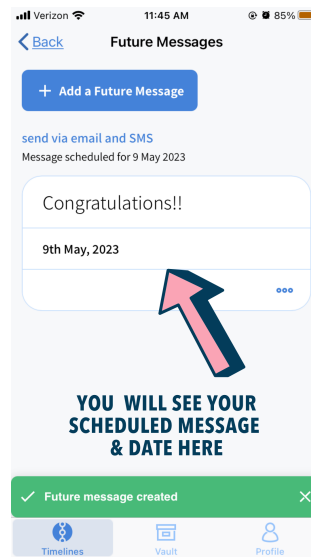 Verizon 11:45 AM 85%
Back Future Messages
+ Add a Future Message
send via email and SMS
Message scheduled for 9 May 2023
Congratulations!!
9th May, 2023
YOU WILL SEE YOUR
SCHEDULED MESSAGE
& DATE HERE
Future message created
Timelines Vault Profile